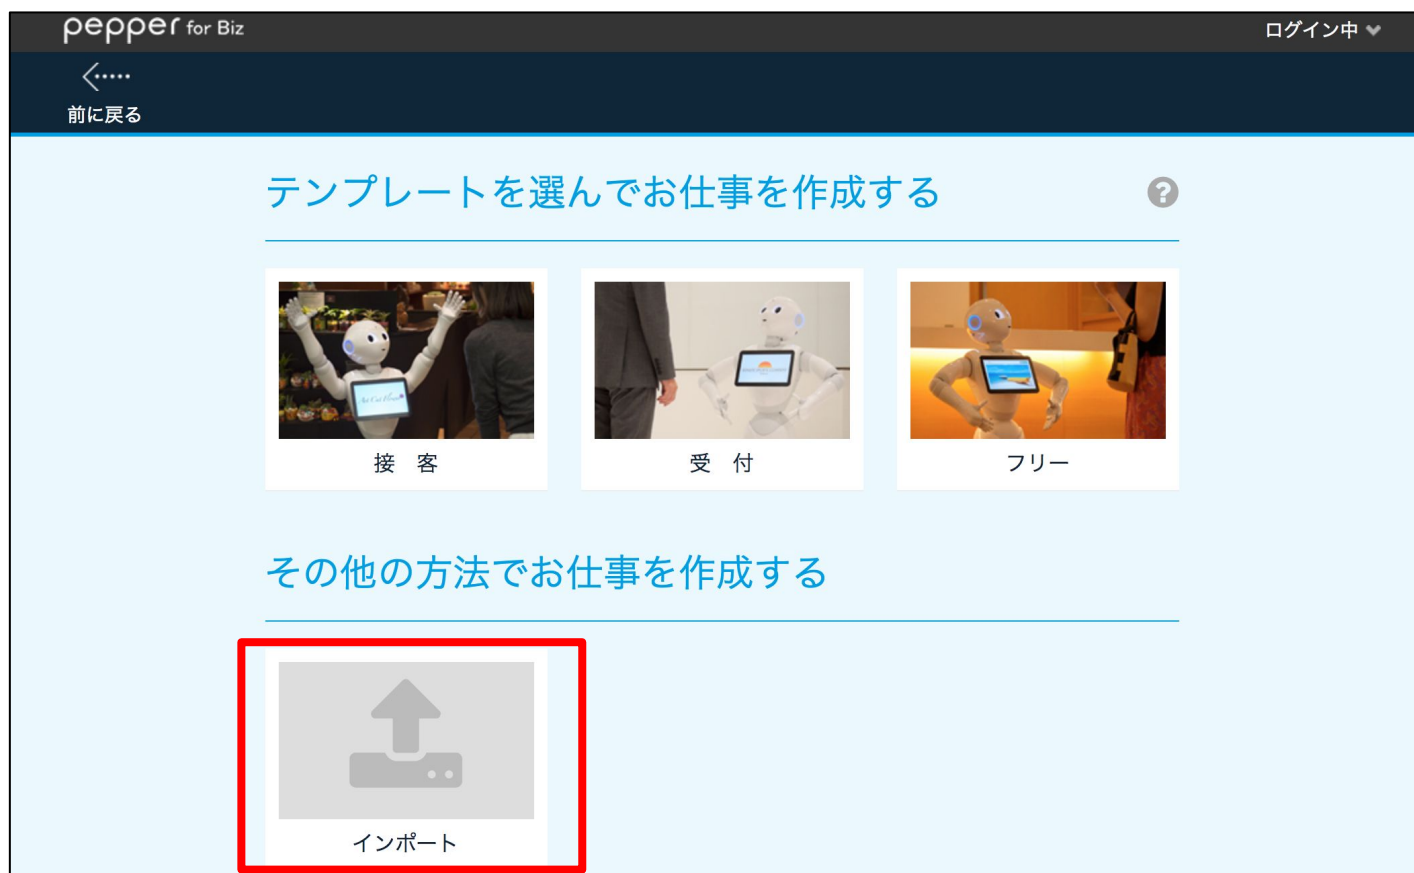 pepper for Biz
ログイン中
前に戻る
テンプレートを選んでお仕事を作成する
?
接 客
受 付
フリー
その他の方法でお仕事を作成する
インポート